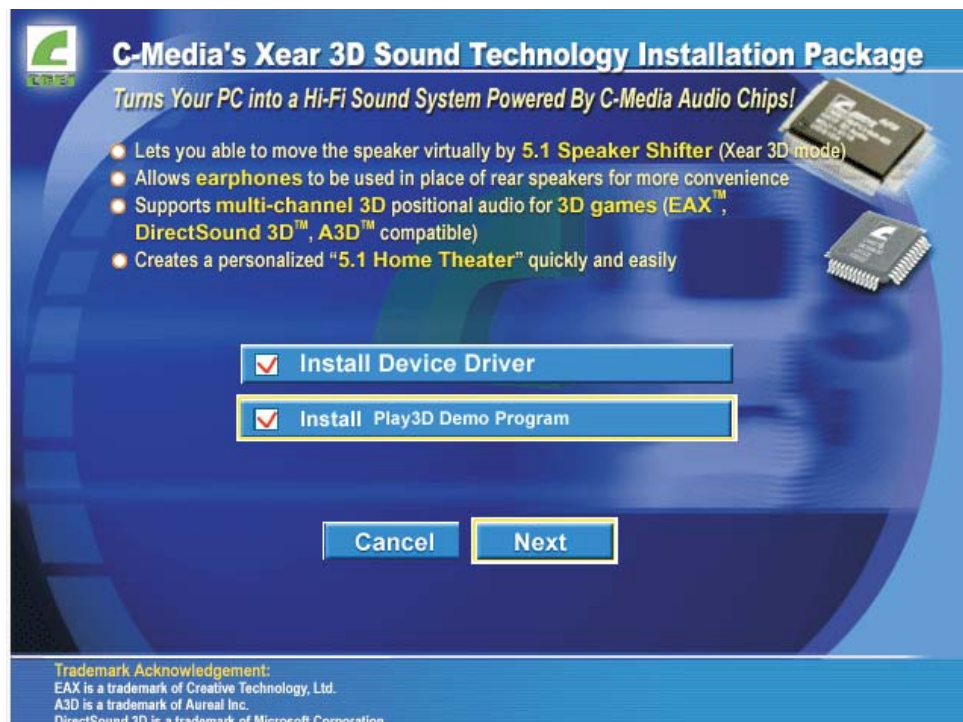 C-Media's Xear 3D Sound Technology Installation Package
Turns Your PC into a Hi-Fi Sound System Powered By C-Media Audio Chips!
Lets you able to move the speaker virtually by 5.1 Speaker Shifter (Xear 3D mode)
Allows earphones to be used in place of rear speakers for more convenience
Supports multi-channel 3D positional audio for 3D games (EAX™,
DirectSound 3D™, A3D™ compatible)
Creates a personalized “5.1 Home Theater” quickly and easily
Install Device Driver
Install Play3D Demo Program
Cancel
Next
Trademark Acknowledgement:
EAX is a trademark of Creative Technology, Ltd.
A3D is a trademark of Aureal Inc.
DirectSound 3D is a trademark of Microsoft Corporation